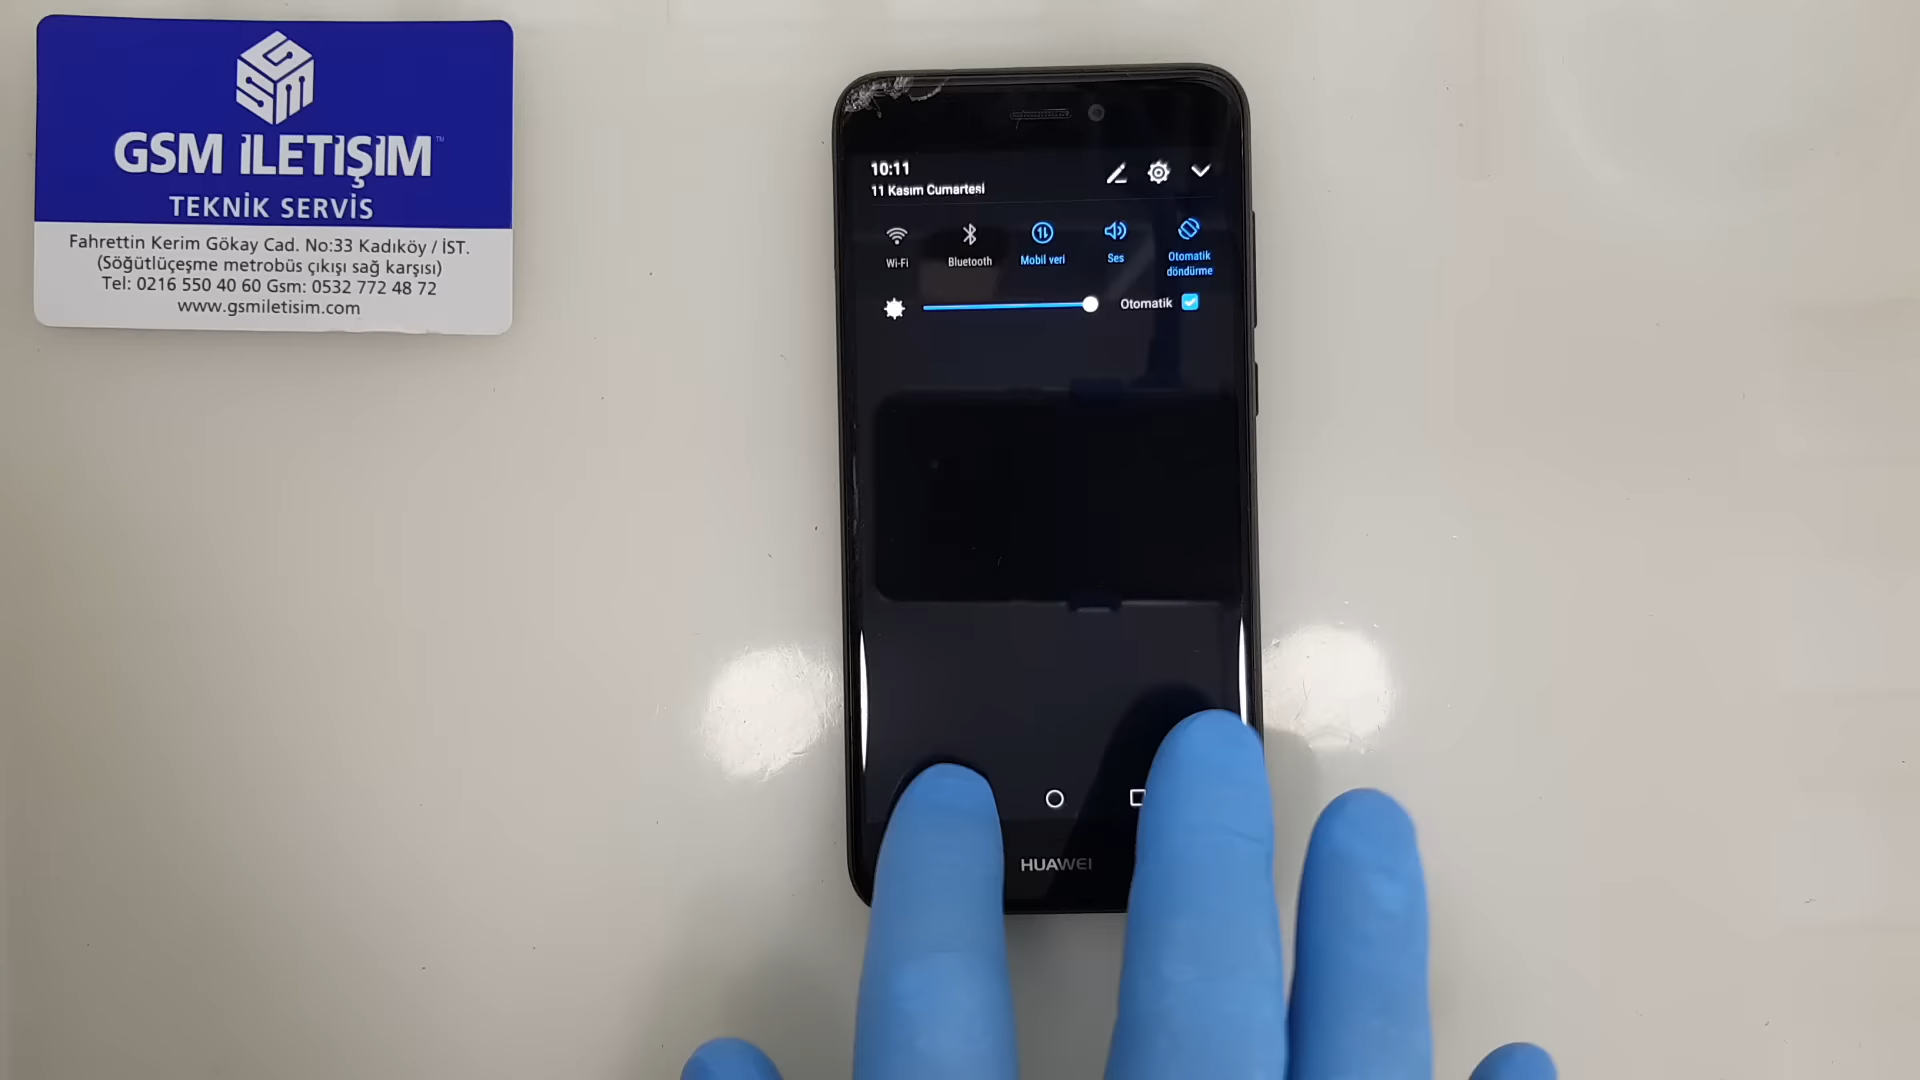 GSM
GSM İLETİŞİM™
TEKNİK SERVİS
Fahrettin Kerim Gökay Cad. No:33 Kadıköy / İST.
(Söğütlüçeşme metrobüs çıkışı sağ karşısı)
Tel: 0216 550 40 60 Gsm: 0532 772 48 72
www.gsmiletisim.com
10:11
11 Kasım Cumartesi
Wi-Fi
Bluetooth
Mobil veri
Ses
Otomatik
döndürme
Otomatik
HUAWEI